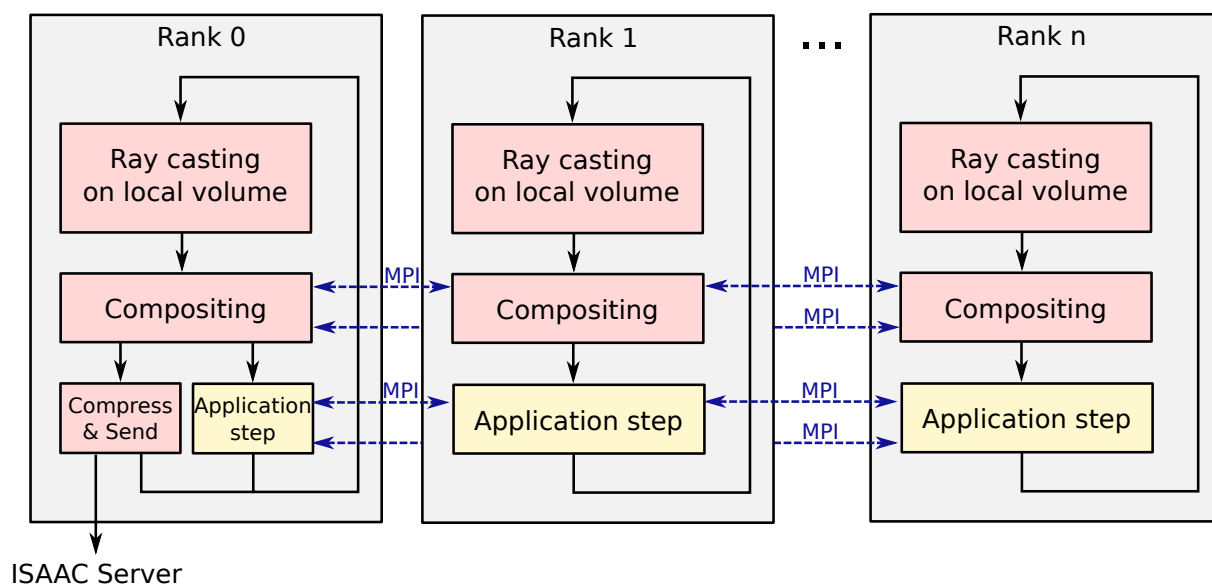 Rank 0
Ray casting
on local volume
Compositing
Compress
& Send
Application
step
ISAAC Server
MPI
MPI
Rank 1
Ray casting
on local volume
Compositing
Application step
...
MPI
MPI
MPI
MPI
Rank n
Ray casting
on local volume
Compositing
Application step